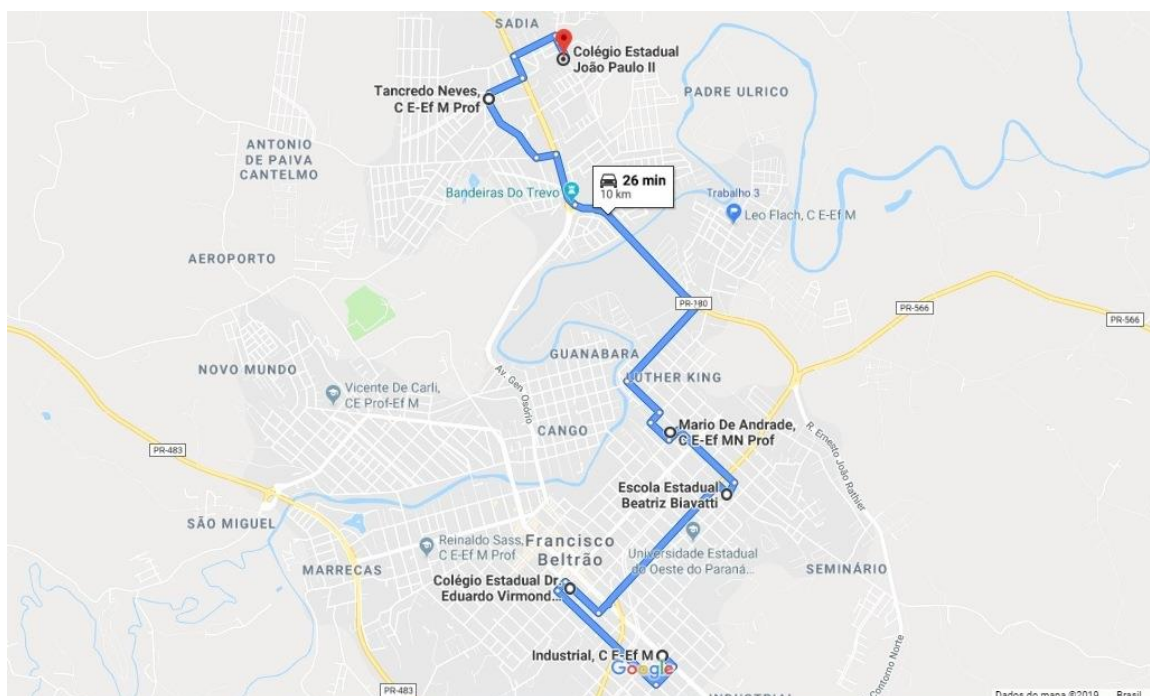 SADIA
Colégio Estadual
João Paulo II
Tancredo Neves,
C E-Ef M Prof
PADRE ULRICO
ANTONIO
DE PAIVA
CANTELMO
26 min
10 km
Bandeiras Do Trevo
Trabalho 3
Leo Flach, C E-Ef M
AEROPORTO
PR-180
PR-566
PR-566
GUANABARA
NOVO MUNDO
LUTHER KING
Av. Gen. Osório
Vicente De Carli,
CE Prof-Ef M
CANGO
Mario De Andrade,
C E-Ef MN Prof
R. Ernesto João Rathier
PR-483
Escola Estadual
Beatriz Biavatti
SÃO MIGUEL
Reinaldo Sass,
C E-Ef M Prof
Francisco
Beltrão
Universidade Estadual
do Oeste do Paraná...
MARRECAS
SEMINÁRIO
Colégio Estadual Dr.
Eduardo Virmond...
Industrial, C E-Ef M
Google
Contorno Norte
PR-483
INDUSTRIAL
Dados do mapa ©2019 Brasil